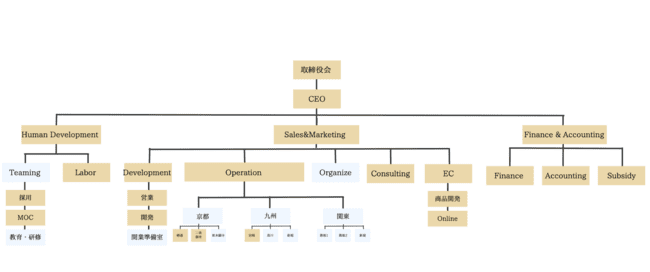 取締役会
CEO
Human Development
Sales&Marketing
Finance & Accounting
Teaming
Labor
Development
Operation
Organize
Consulting
EC
Finance
Accounting
Subsidy
採用
MOC
教育・研修
営業
開発
開業準備室
京都
九州
関東
商品開発
Online